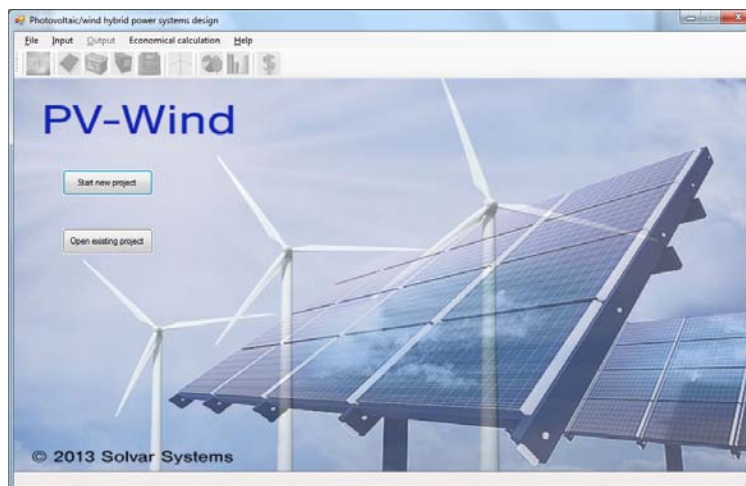 Photovoltaic/wind hybrid power systems design
File Input Output Economical calculation Help
PV-Wind
Start new project
Open existing project
© 2013 Solvar Systems